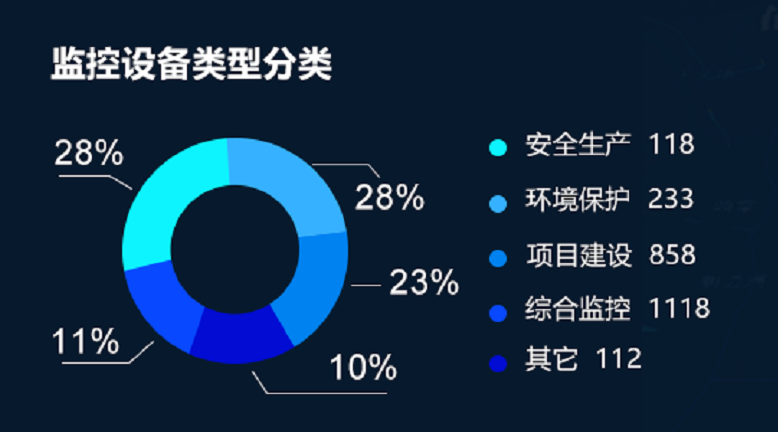 监控设备类型分类
28%
28%
23%
10%
11%
安全生产 118
环境保护 233
项目建设 858
综合监控 1118
其它 112